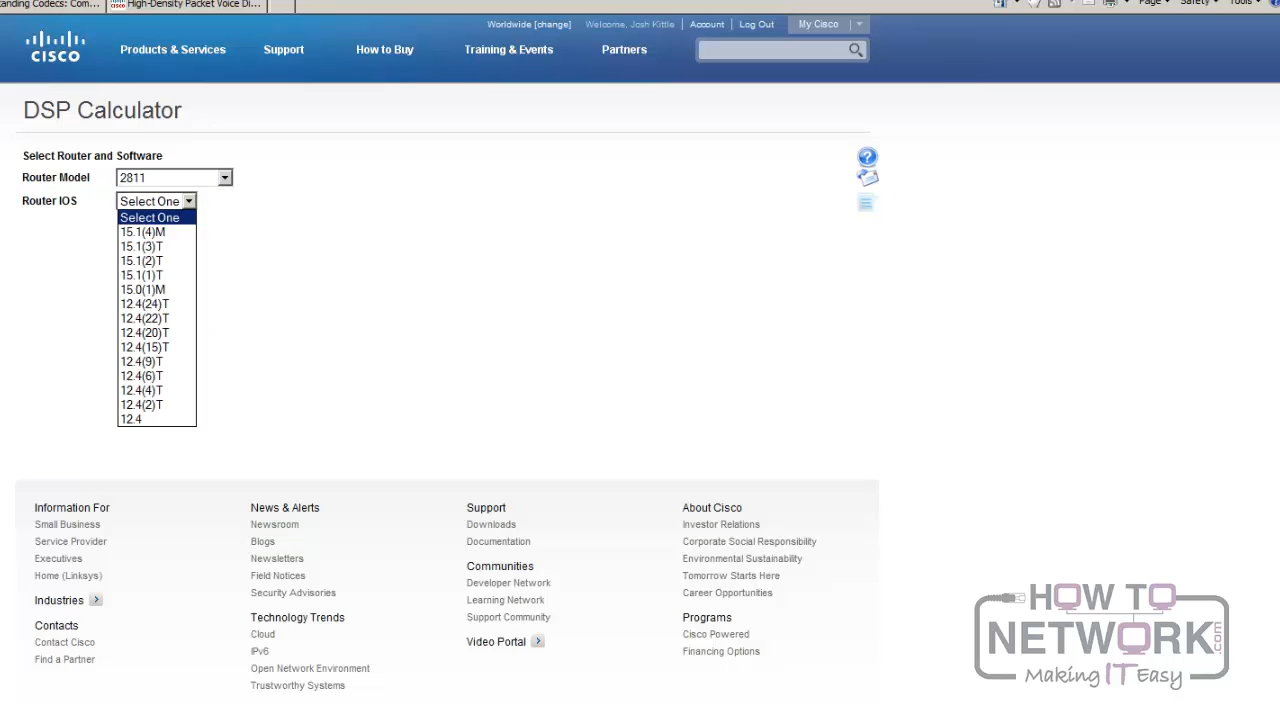 tanding Codecs: Com...
High-Density Packet Voice Di...
Page
Safety
Tools
Worldwide [change]
Welcome, Josh Kittle
Account
Log Out
My Cisco
CISCO
Products & Services
Support
How to Buy
Training & Events
Partners
DSP Calculator
Select Router and Software
Router Model
2811
Router IOS
Select One
Select One
15.1(4)M
15.1(3)T
15.1(2)T
15.1(1)T
15.0(1)M
12.4(24)T
12.4(22)T
12.4(20)T
12.4(15)T
12.4(9)T
12.4(6)T
12.4(4)T
12.4(2)T
12.4
Information For
Small Business
Service Provider
Executives
Home (Linksys)
Industries
Contacts
Contact Cisco
Find a Partner
News & Alerts
Newsroom
Blogs
Newsletters
Field Notices
Security Advisories
Technology Trends
Cloud
IPv6
Open Network Environment
Trustworthy Systems
Support
Downloads
Documentation
Communities
Developer Network
Learning Network
Support Community
Video Portal
About Cisco
Investor Relations
Corporate Social Responsibility
Environmental Sustainability
Tomorrow Starts Here
Career Opportunities
Programs
Cisco Powered
Financing Options
HOW TO
NETWORK.com
Making IT Easy